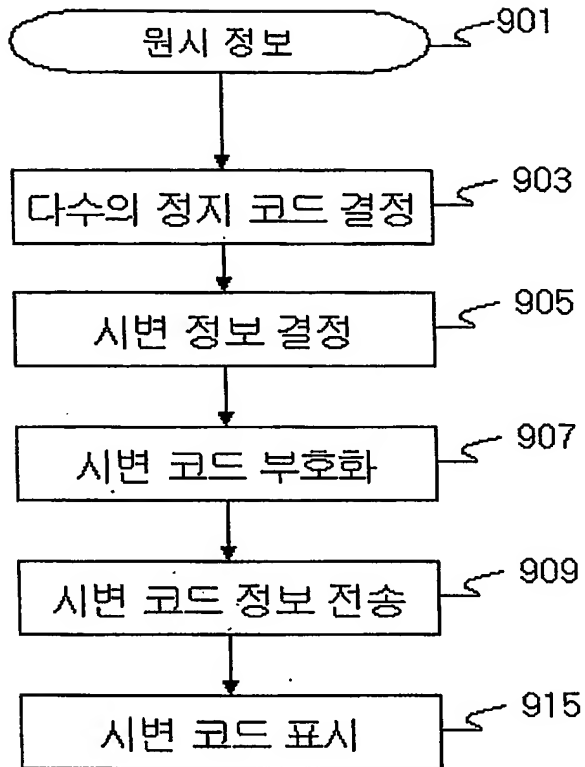 원시 정보
901
다수의 정지 코드 결정
903
시변 정보 결정
905
시변 코드 부호화
907
시변 코드 정보 전송
909
시변 코드 표시
915